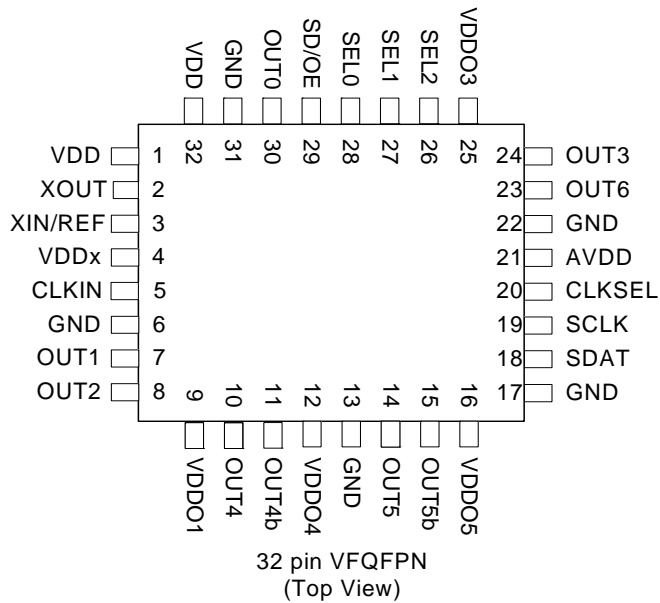 VDD
GND
OUT0
SD/OE
SEL0
SEL1
SEL2
VDDO3
32
31
30
29
28
27
26
25
VDD 1
XOUT 2
XIN/REF 3
VDDx 4
CLKIN 5
GND 6
OUT1 7
OUT2 8
24 OUT3
23 OUT6
22 GND
21 AVDD
20 CLKSEL
19 SCLK
18 SDAT
17 GND
9
10
11
12
13
14
15
16
VDDO1
OUT4
OUT4b
VDDO4
GND
OUT5
OUT5b
VDDO5
32 pin VFQFPN
(Top View)